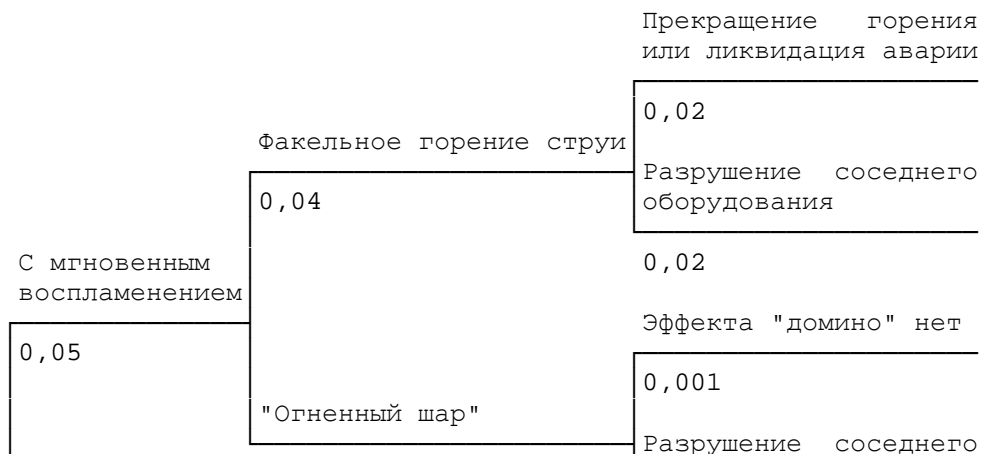 Прекращение горения
или ликвидация аварии
0,02
Факельное горение струи
Разрушение соседнего
0,04
оборудования
С мгновенным
0,02
воспламенением
Эффекта "домино" нет
0,05
0,001
"Огненный шар"
Разрушение соседнего